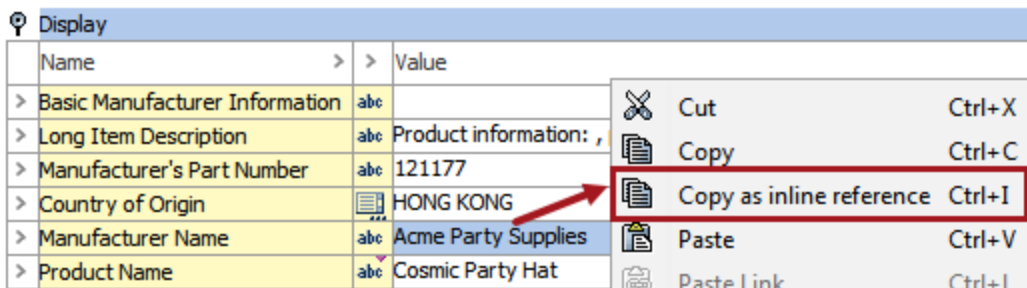 Display
Name > > Value
> Basic Manufacturer Information abc
> Long Item Description abc Product information: ,
> Manufacturer's Part Number abc 121177
> Country of Origin HONG KONG
> Manufacturer Name abc Acme Party Supplies
> Product Name abc Cosmic Party Hat
Cut Ctrl+X
Copy Ctrl+C
Copy as inline reference Ctrl+I
Paste Ctrl+V
Paste Link Ctrl+L